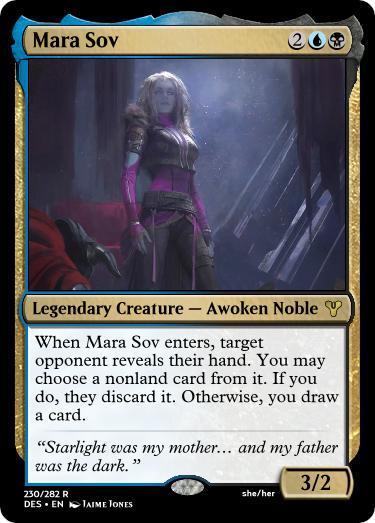 Mara Sov 2
Legendary Creature — Awoken Noble
When Mara Sov enters, target
opponent reveals their hand. You may
choose a nonland card from it. If you
do, they discard it. Otherwise, you draw
a card.
“Starlight was my mother… and my father
was the dark.”
3/2
230/282 R
DES • EN Jaime Jones
she/her